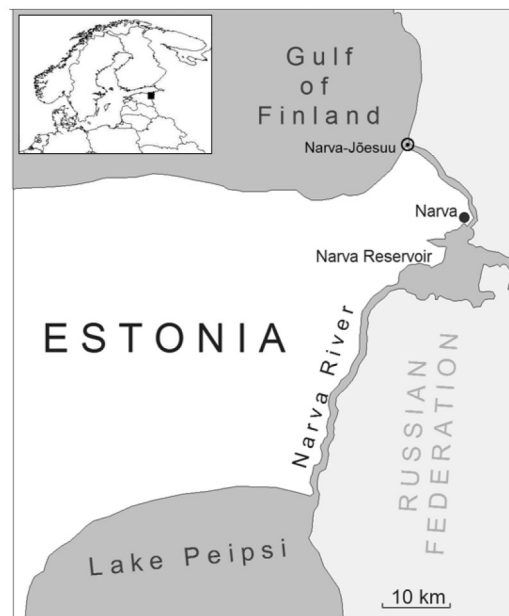 Gulf
of
Finland
Narva-Jõesuu
Narva
Narva Reservoir
ESTONIA
Narva River
RUSSIAN
FEDERATION
Lake Peipsi
10 km